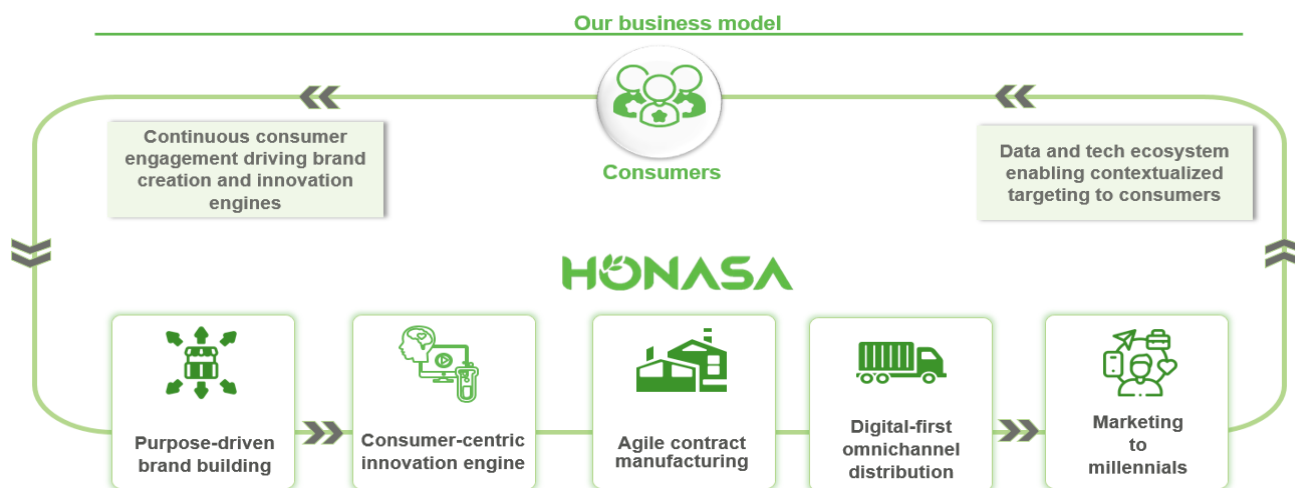 Our business model
Continuous consumer
engagement driving brand
creation and innovation
engines
Consumers
Data and tech ecosystem
enabling contextualized
targeting to consumers
HONASA
Purpose-driven
brand building
Consumer-centric
innovation engine
Agile contract
manufacturing
Digital-first
omnichannel
distribution
Marketing
to
millennials